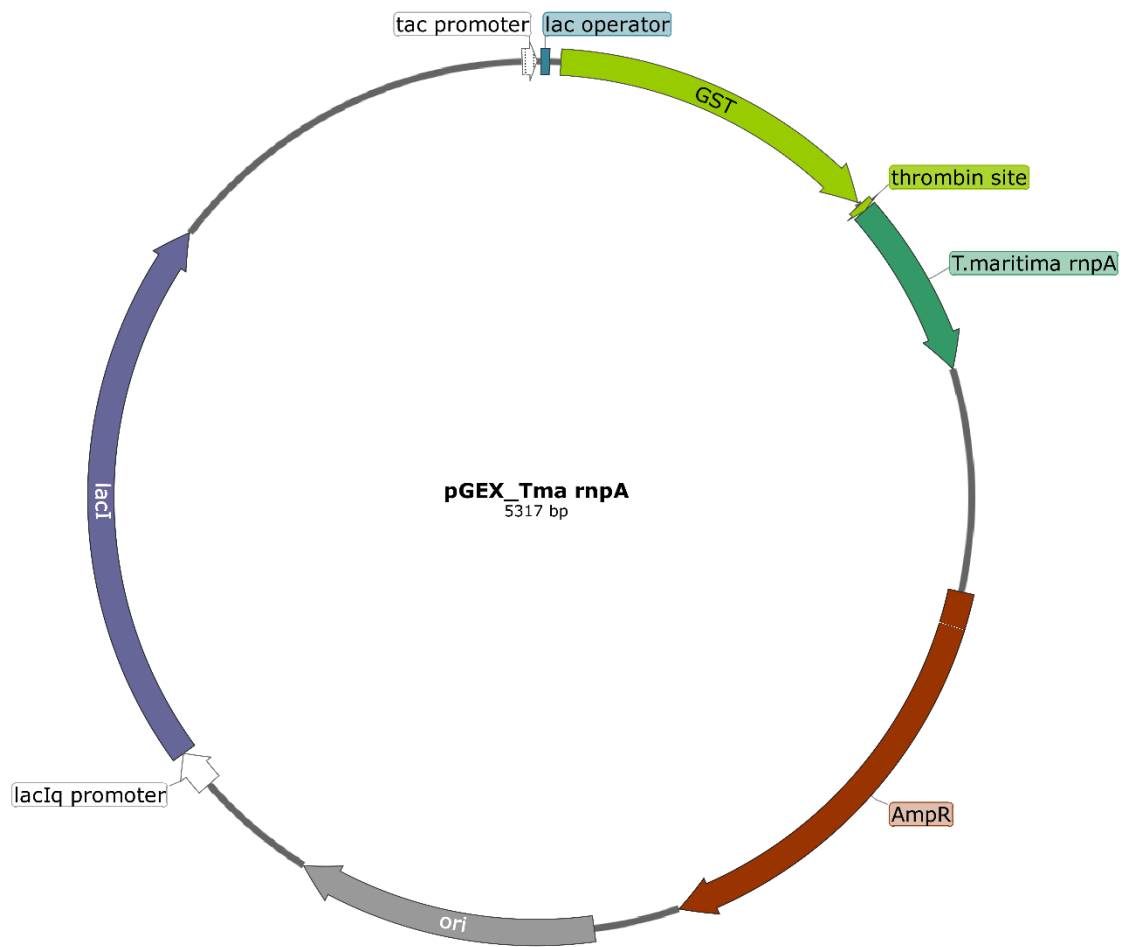 tac promoter
lac operator
GST
thrombin site
T.maritima rnpA
lacI
pGEX_Tma rnpA
5317 bp
lacIq promoter
AmpR
ori